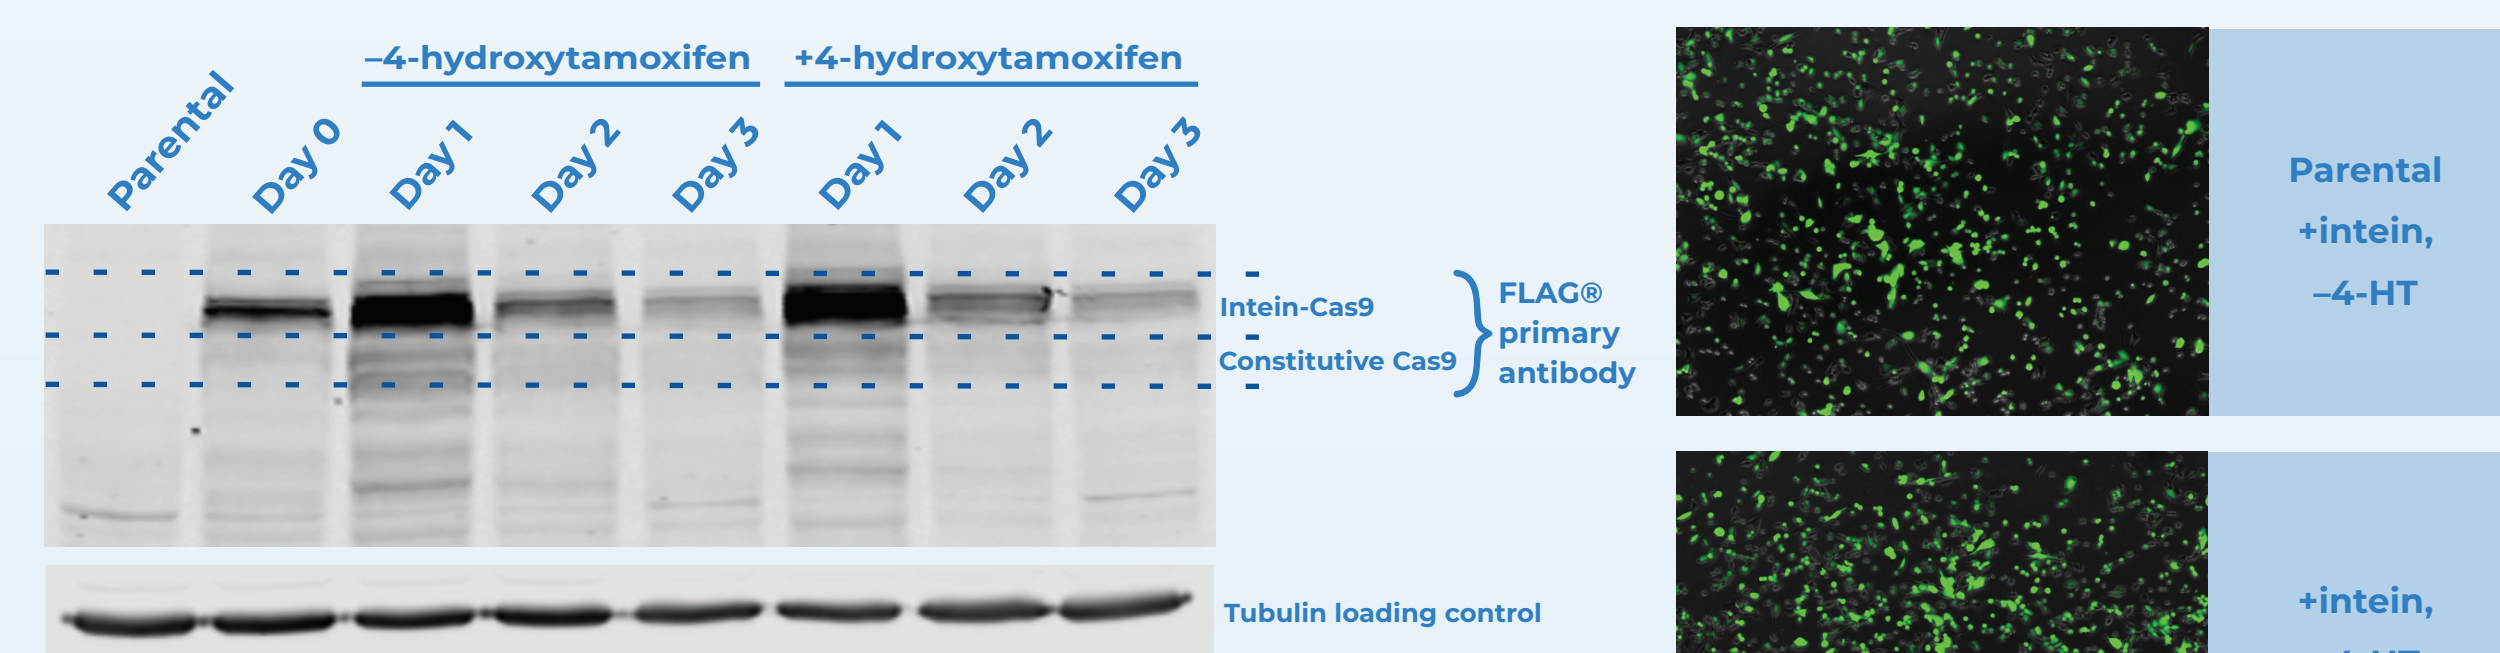 –4-hydroxytamoxifen
+4-hydroxytamoxifen
Parental
Day 0
Day 1
Day 2
Day 3
Day 1
Day 2
Day 3
Intein-Cas9
Constitutive Cas9
FLAG®
primary
antibody
Tubulin loading control
Parental
+intein,
–4-HT
+intein,